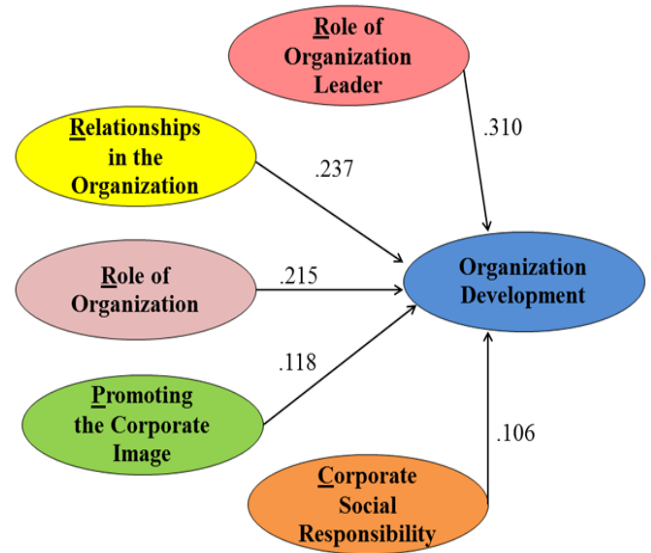 Role of
Organization
Leader
.310
Relationships
in the
Organization
.237
Role of
Organization
.215
Organization
Development
Promoting
the Corporate
Image
.118
Corporate
Social
Responsibility
.106